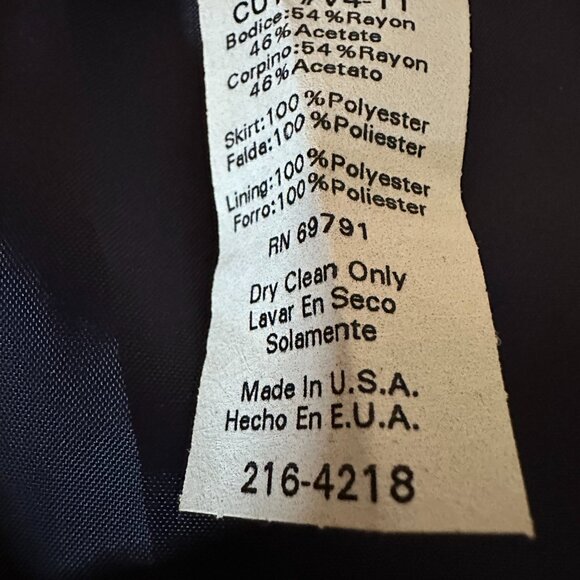 Bodice:54%Rayon
46%Acetate
Corpino:54%Rayon
46%Acetato
Skirt:100%Polyester
Falda:100%Poliester
Lining:100%Polyester
Forro:100%Poliester
RN 69791
Dry Clean Only
Lavar En Seco
Solamente
Made In U.S.A.
Hecho En E.U.A.
216-4218